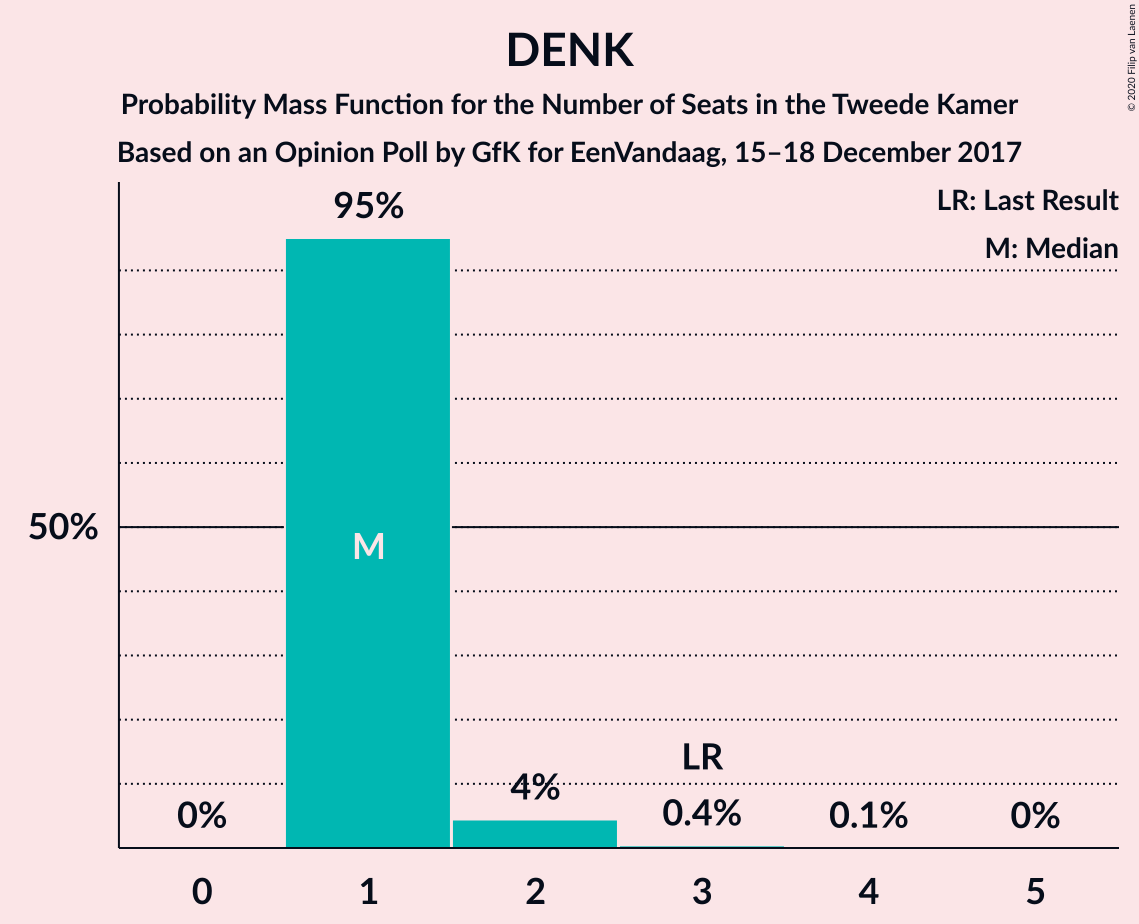 DENK
Probability Mass Function for the Number of Seats in the Tweede Kamer
Based on an Opinion Poll by GfK for EenVandaag, 15–18 December 2017
© 2020 Filip van Laenen
LR: Last Result
M: Median
95%
50%
M
LR
0%
4%
0.4%
0.1%
0%
0 1 2 3 4 5